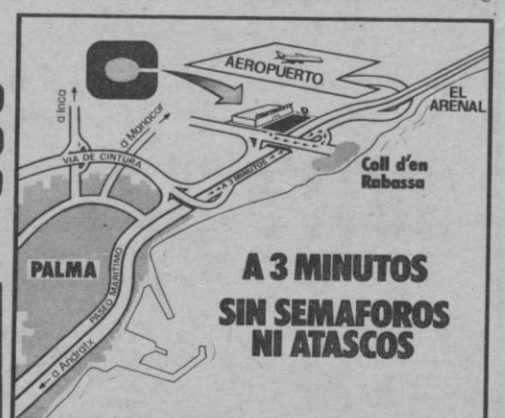 AEROPUERTO
EL
ARENAL
a Inca
a Manacor
VIA DE CINTURA
A 3 MINUTOS
Coll d'en
Rabassa
PALMA
PASEO MARITIMO
a Andratx
A 3 MINUTOS
SIN SEMAFOROS
NI ATASCOS